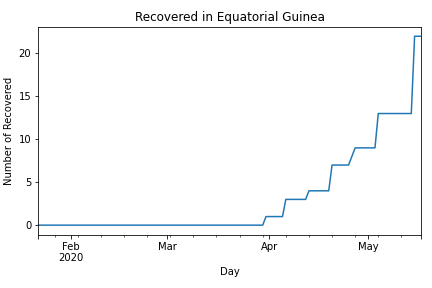 Recovered in Equatorial Guinea
Number of Recovered
20
15
10
5
0
Feb
2020
Mar
Apr
May
Day